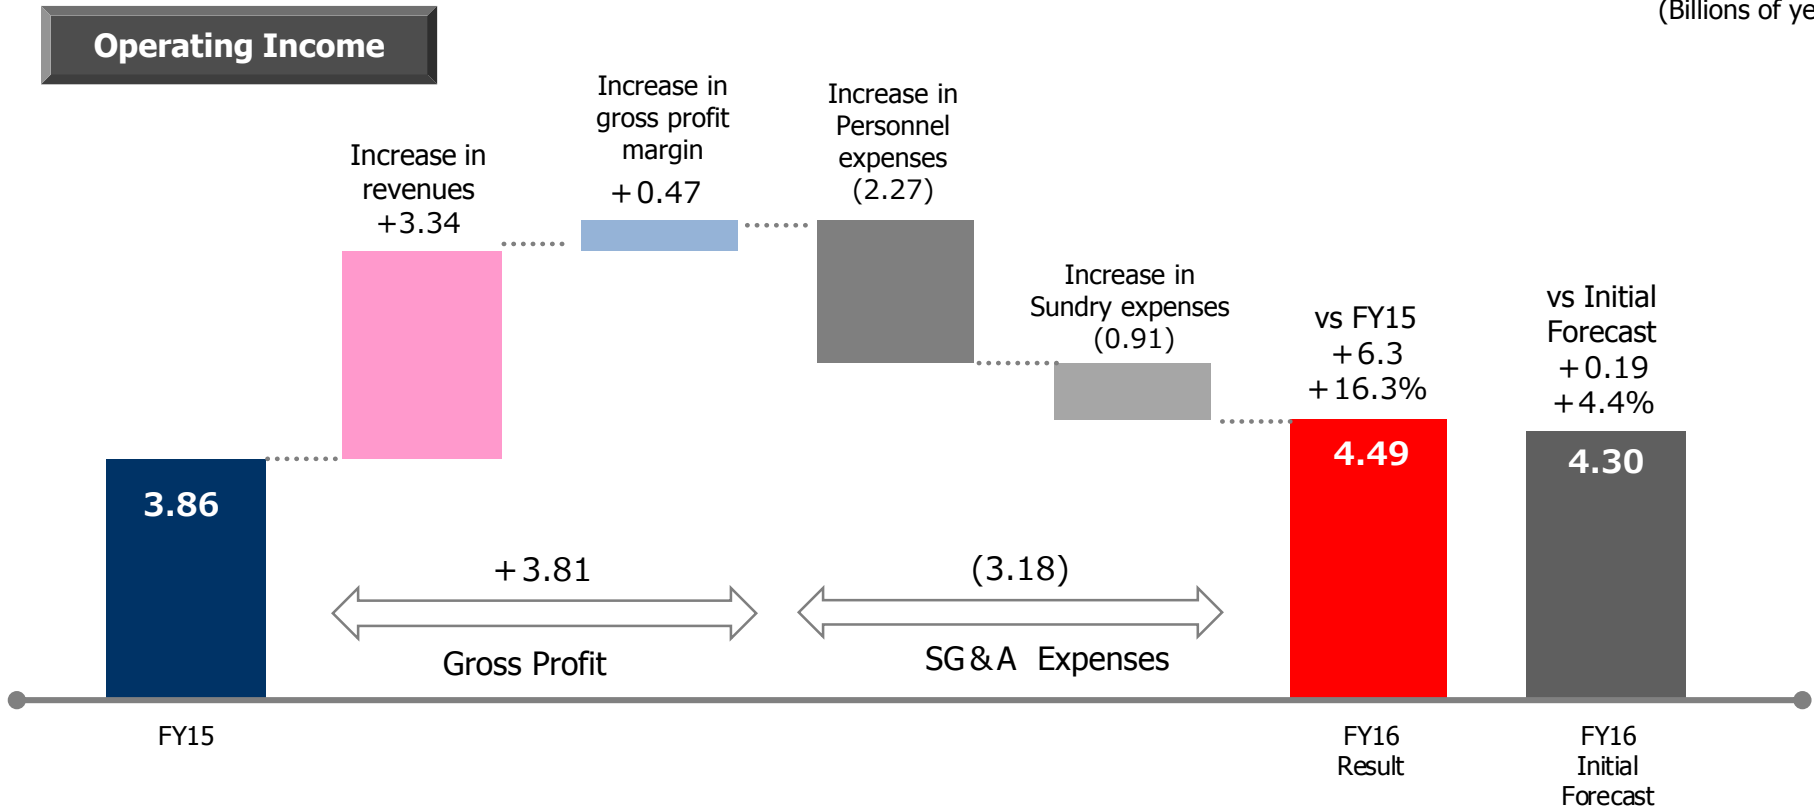 (Billions of ye
Operating Income
Increase in
revenues
+3.34
Increase in
gross profit
margin
+0.47
Increase in
Personnel
expenses
(2.27)
Increase in
Sundry expenses
(0.91)
vs FY15
+6.3
+16.3%
vs Initial
Forecast
+0.19
+4.4%
3.86
4.49
4.30
+3.81
(3.18)
Gross Profit
SG&A Expenses
FY15
FY16
Result
FY16
Initial
Forecast